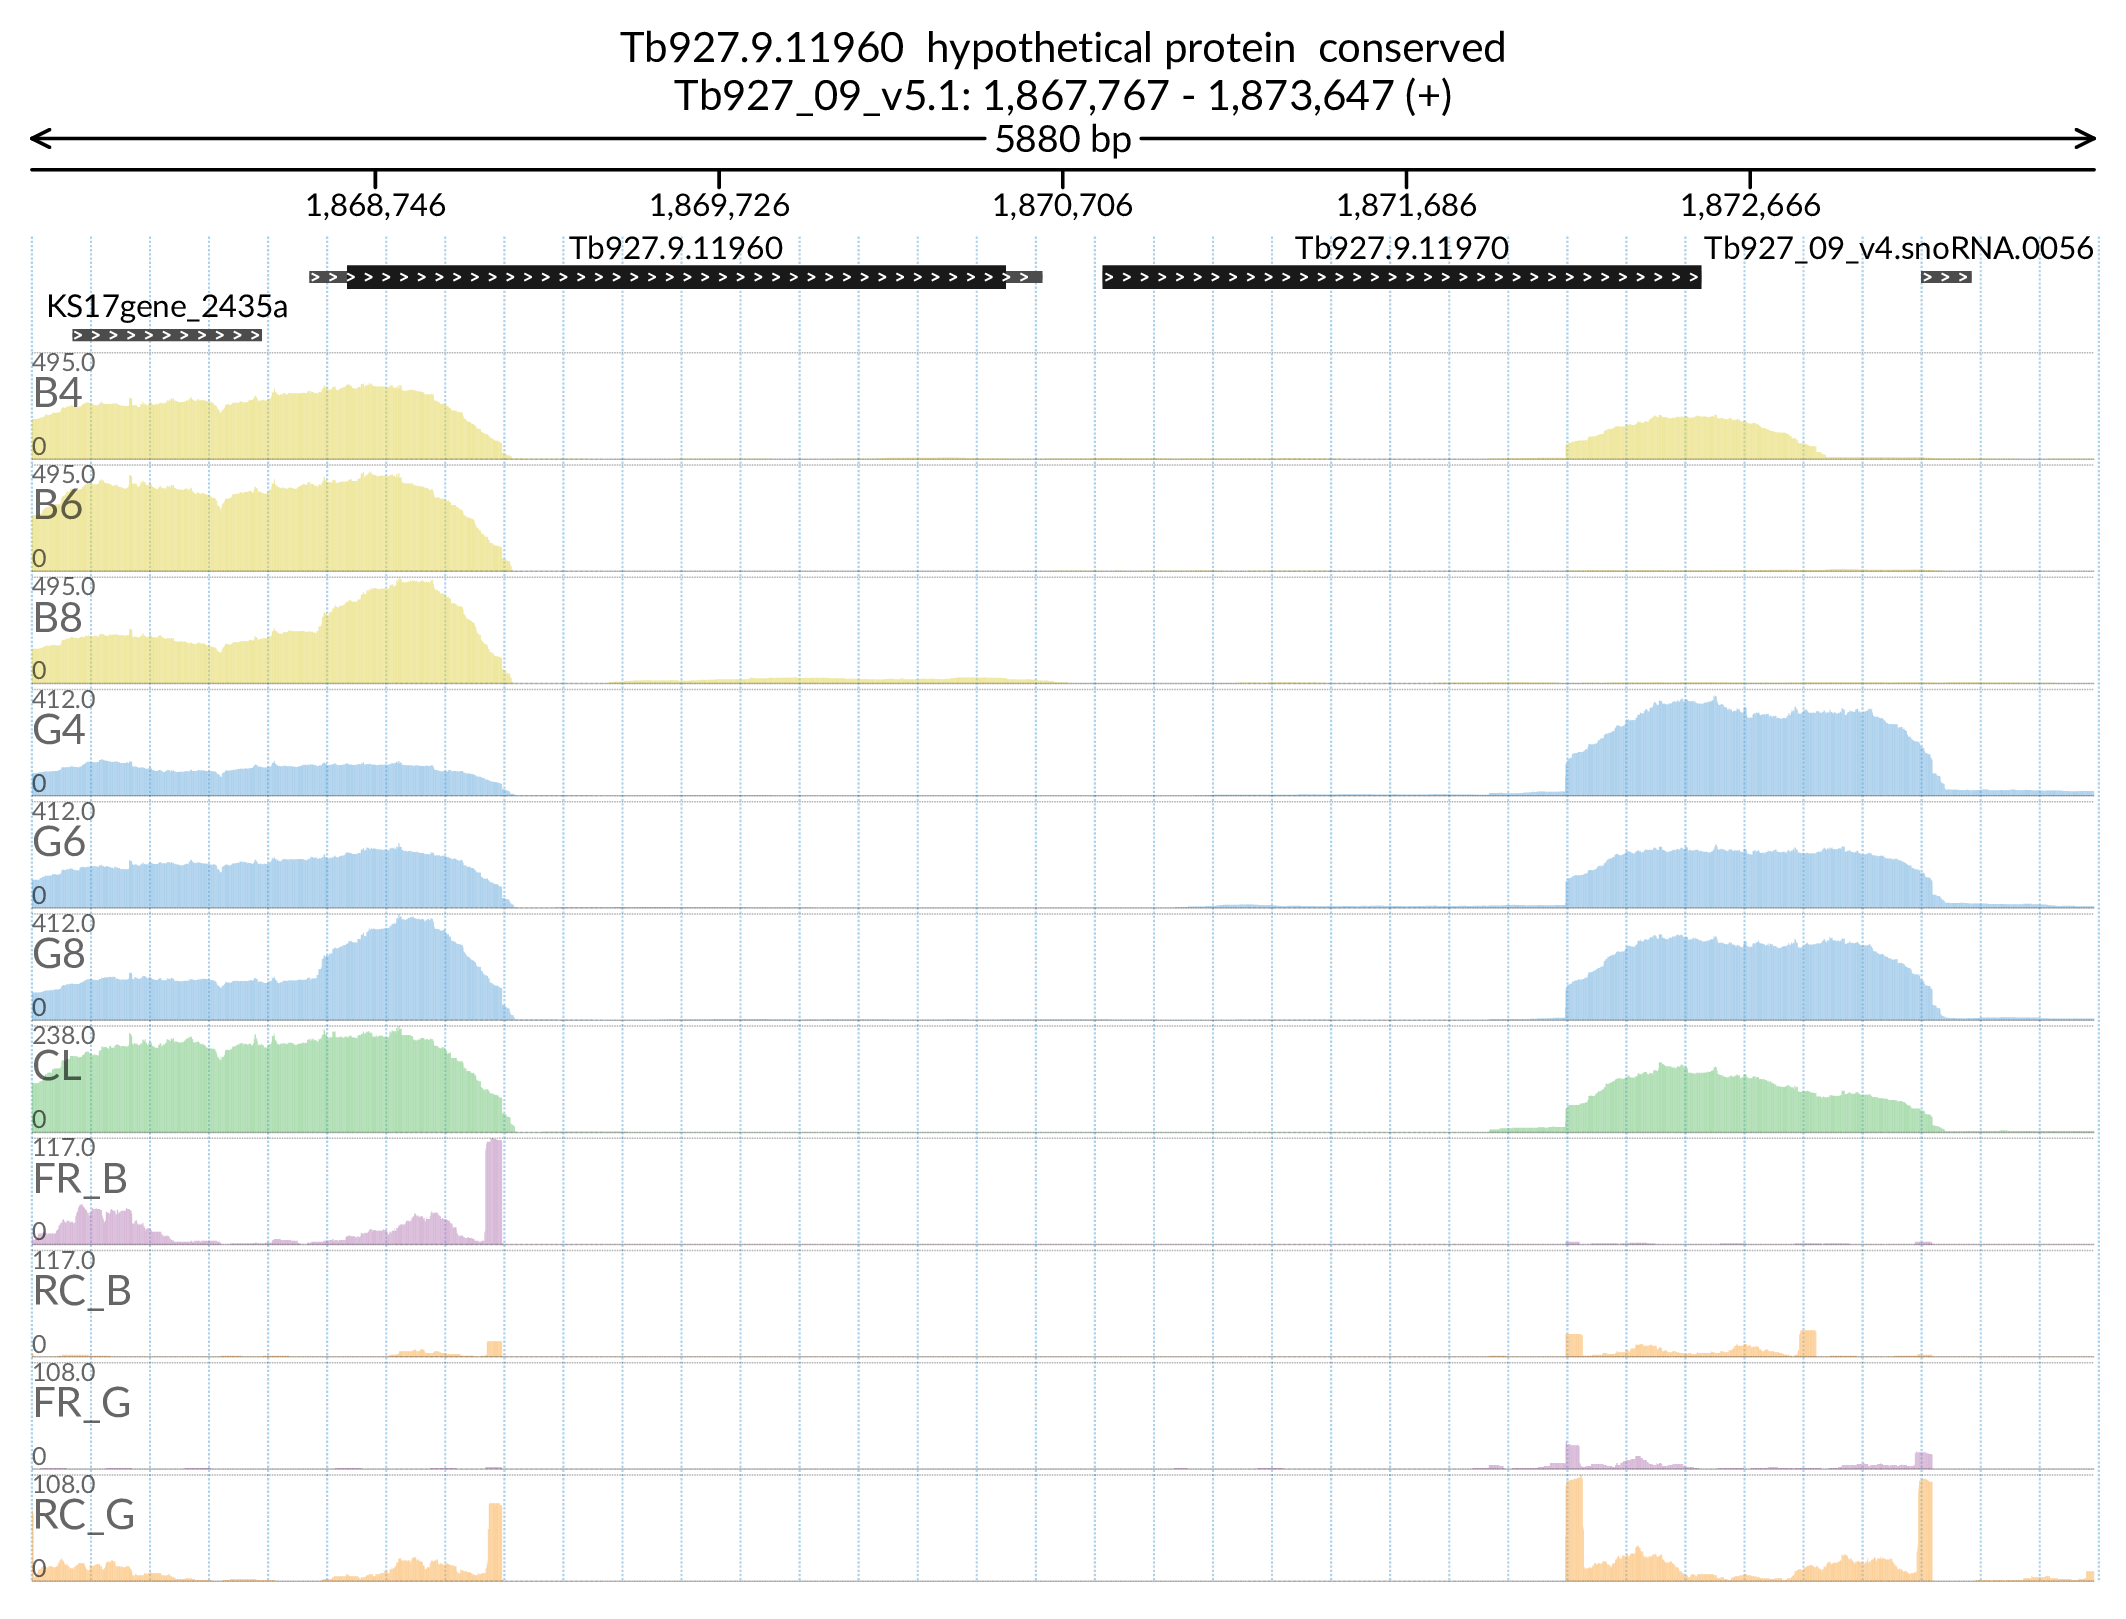 Tb927.9.11960  hypothetical protein  conserved
Tb927_09_v5.1: 1,867,767 - 1,873,647 (+)
5880 bp
1,868,746 1,869,726 1,870,706 1,871,686 1,872,666
Tb927.9.11960 Tb927.9.11970 Tb927_09_v4.snoRNA.0056
KS17gene_2435a
495.0
B4
0
495.0
B6
0
495.0
B8
0
412.0
G4
0
412.0
G6
0
412.0
G8
0
238.0
CL
0
117.0
FR_B
0
117.0
RC_B
0
108.0
FR_G
0
108.0
RC_G
0